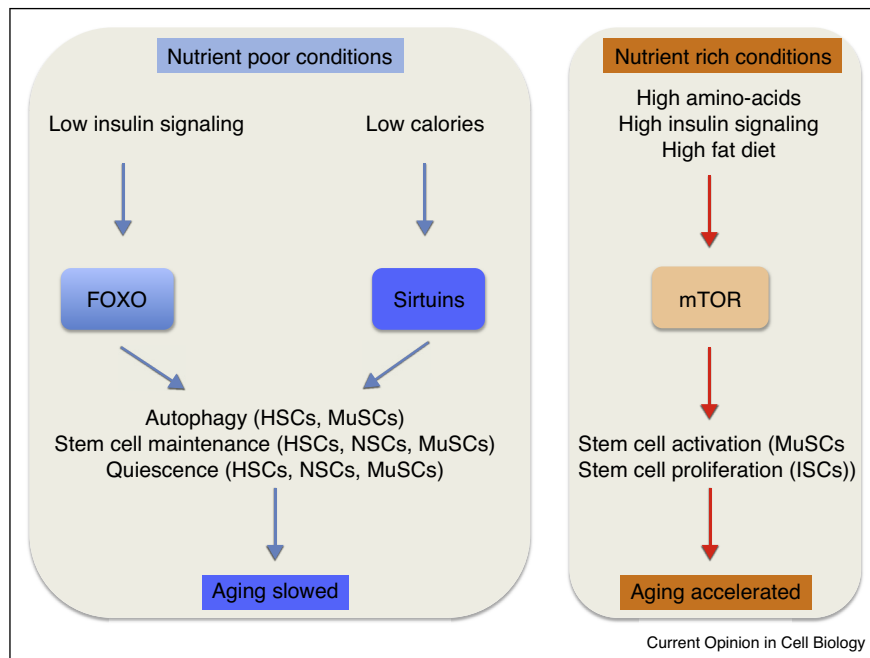 Nutrient poor conditions
Low insulin signaling
Low calories
FOXO
Sirtuins
Autophagy (HSCs, MuSCs)
Stem cell maintenance (HSCs, NSCs, MuSCs)
Quiescence (HSCs, NSCs, MuSCs)
Aging slowed
Nutrient rich conditions
High amino-acids
High insulin signaling
High fat diet
mTOR
Stem cell activation (MuSCs
Stem cell proliferation (ISCs))
Aging accelerated
Current Opinion in Cell Biology